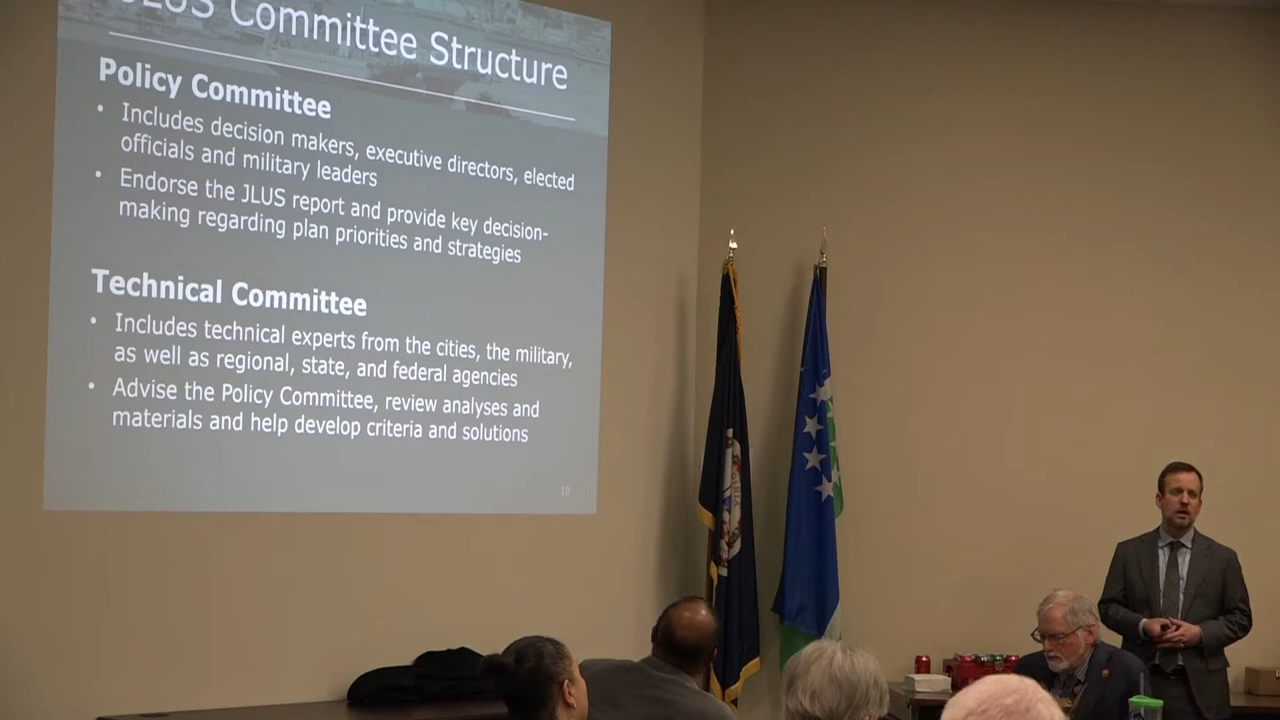 JLUS Committee Structure
Policy Committee
• Includes decision makers, executive directors, elected
officials and military leaders
• Endorse the JLUS report and provide key decision-
making regarding plan priorities and strategies
Technical Committee
• Includes technical experts from the cities, the military,
as well as regional, state, and federal agencies
• Advise the Policy Committee, review analyses and
materials and help develop criteria and solutions
10